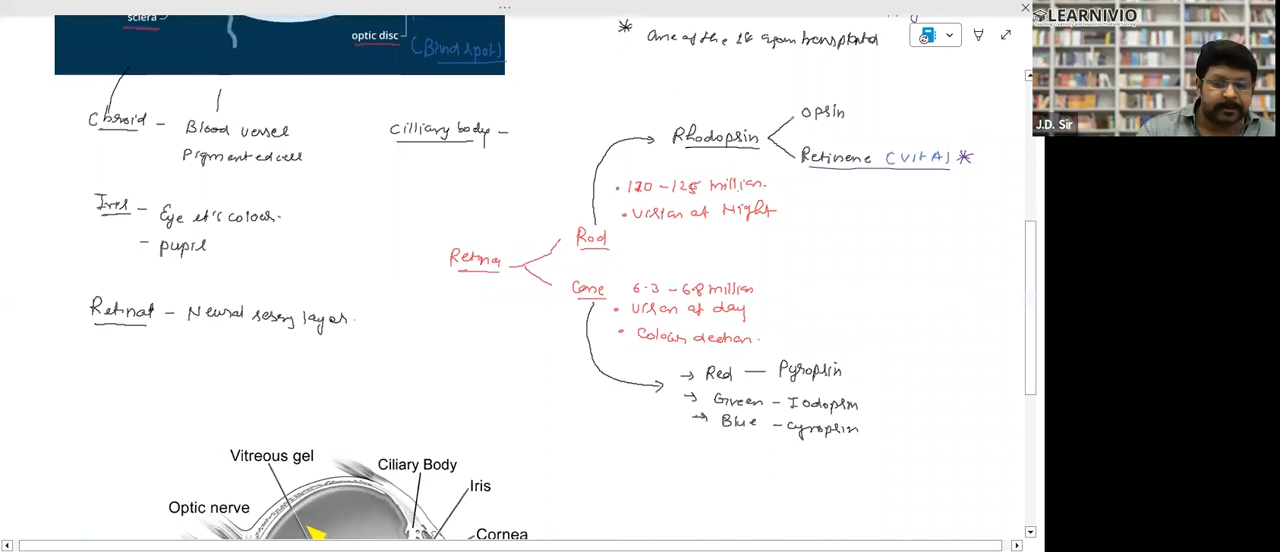 sclera
optic disc
(Bind spot)
* One of the 1st organ transplanted
LEARNIVIO
J.D. Sir
Choroid - Blood vessel
Pigmented cell
Cilliary body -
Rhodopsin
opsin
Retinene (Vit A) *
• 120 - 125 million.
• Vision at Night
Iris - Eye it's colour.
- pupil
Rod
Retina
Cone 6.3 - 6.8 million
• Vision at day
• Colour dection.
Retinal - Neural sensory layer.
→ Red — Pyropsin
→ Green - Iodopsin
→ Blue - Cyropsin
Vitreous gel
Ciliary Body
Iris
Optic nerve
Cornea